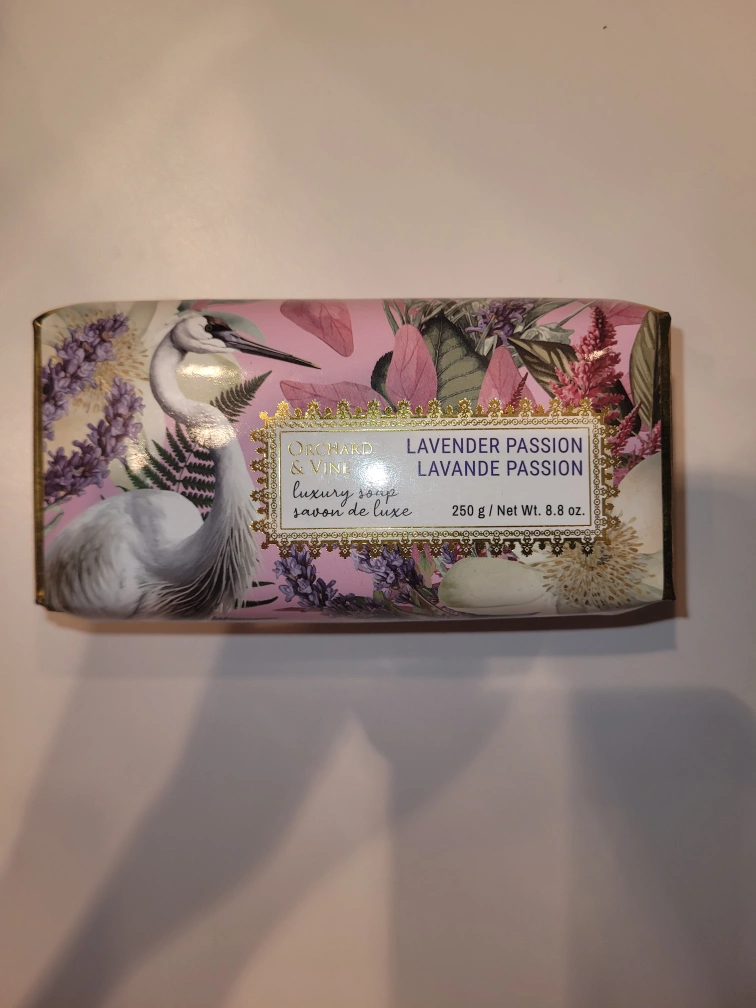 ORCHARD
& VINE
luxury soap
savon de luxe
LAVENDER PASSION
LAVANDE PASSION
250 g / Net Wt. 8.8 oz.